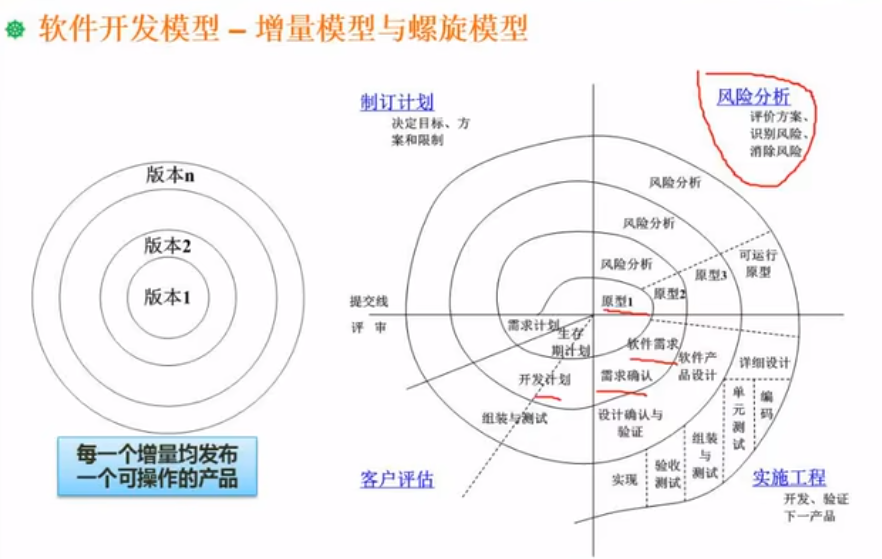 软件开发模型 – 增量模型与螺旋模型
版本n
版本2
版本1
每一个增量均发布
一个可操作的产品
制订计划
决定目标、方
案和限制
风险分析
评价方案、
识别风险、
消除风险
风险分析
风险分析
风险分析
可运行
原型
原型3
原型2
原型1
提交线
评 审
需求计划
生存
期计划
开发计划
组装与测试
软件需求
需求确认
软件产
品设计
设计确认与
验证
详细设计
单元测试
编码
组装与测试
验收
测试
实现
客户评估
实施工程
开发、验证
下一产品